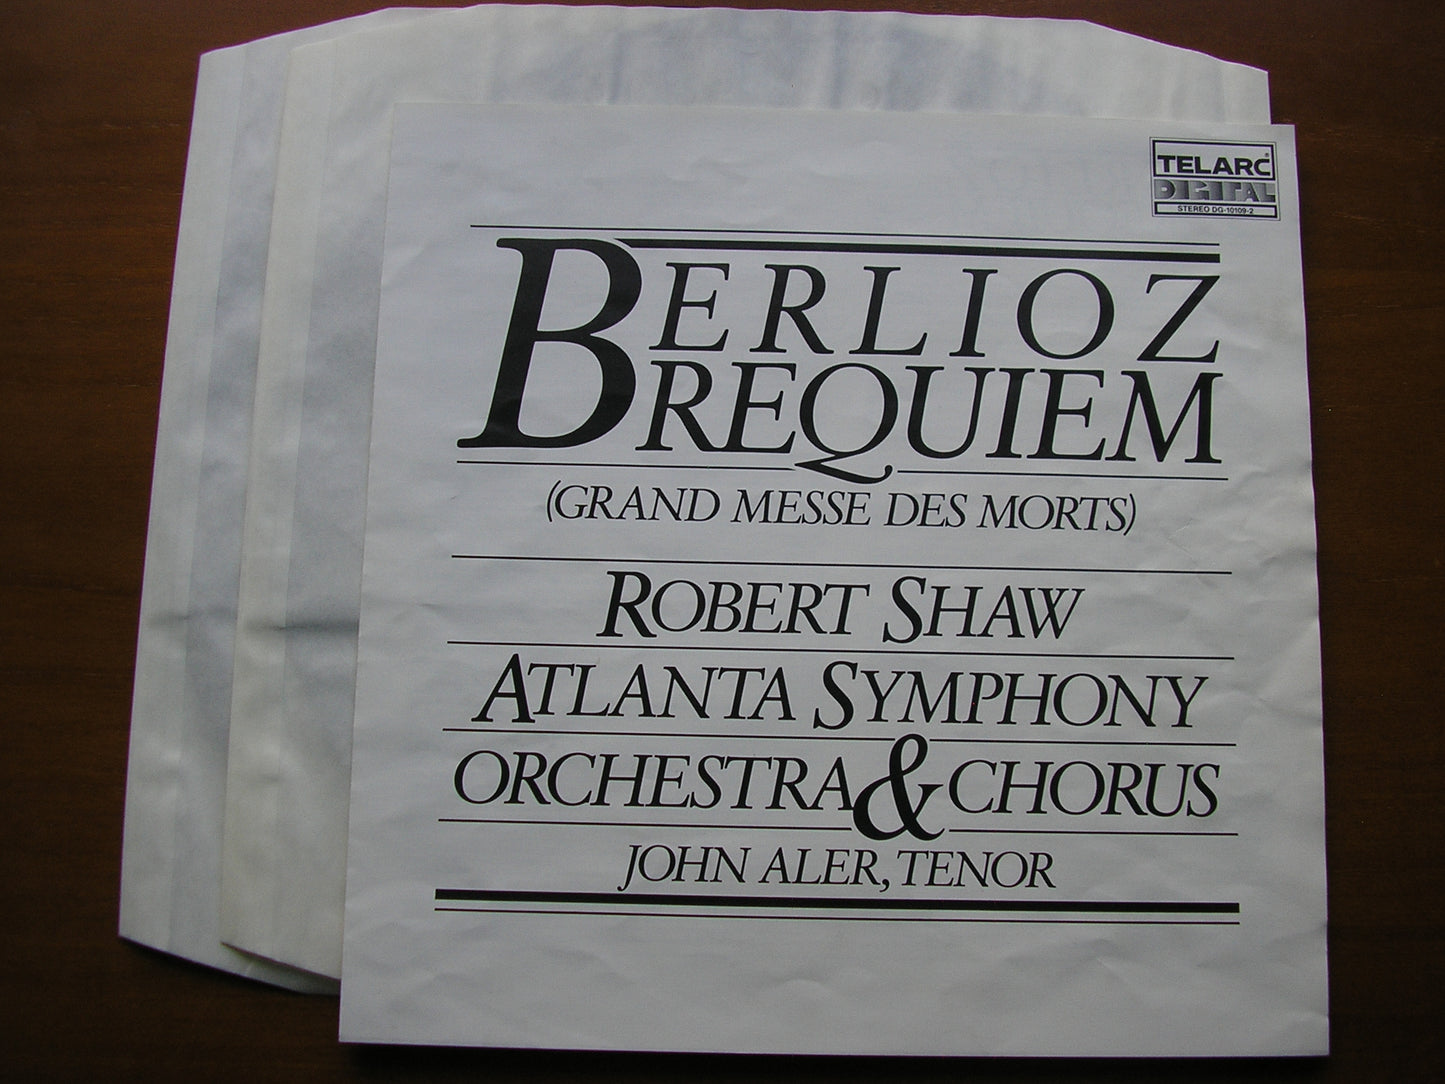 TELARC®
DIGITAL
STEREO DG-10109-2
BERLIOZ
REQUIEM
(GRAND MESSE DES MORTS)
ROBERT SHAW
ATLANTA SYMPHONY
ORCHESTRA & CHORUS
JOHN ALER, TENOR